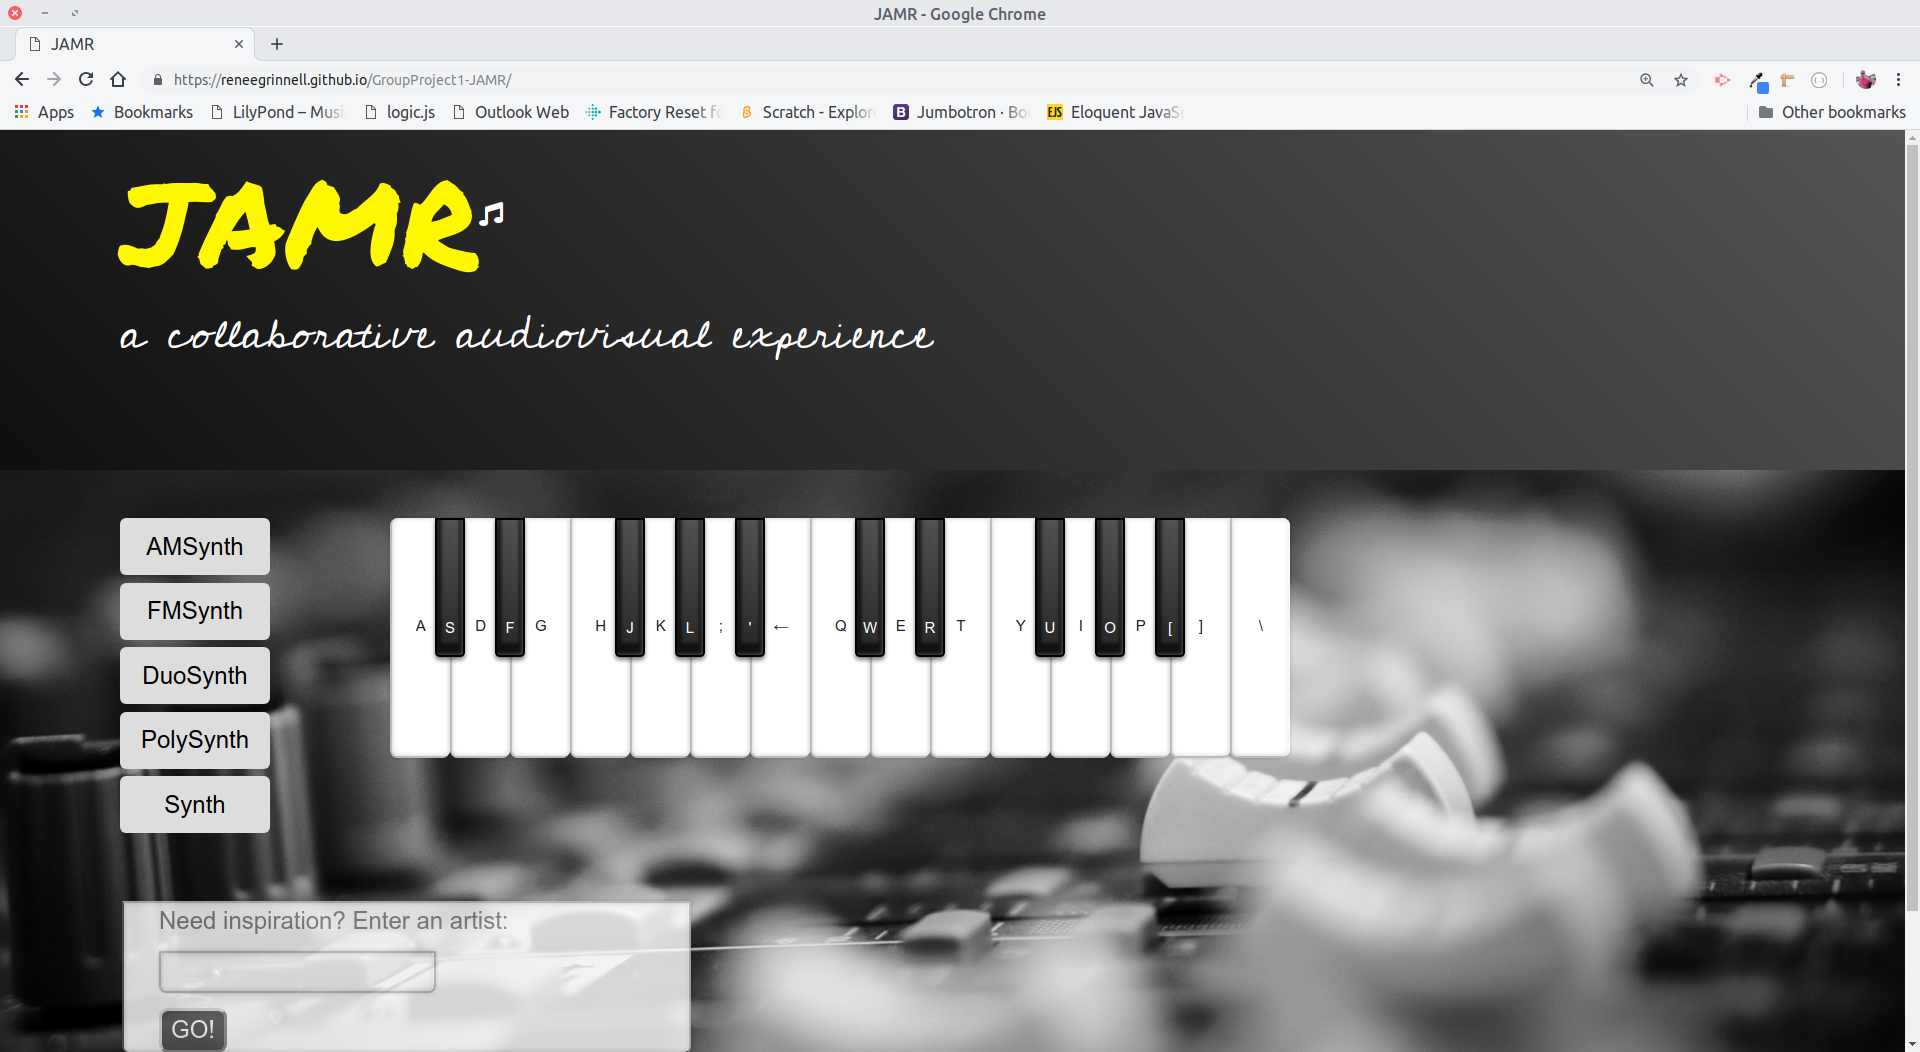 JAMR - Google Chrome
JAMR
https://reneegrinnell.github.io/GroupProject1-JAMR/
Apps Bookmarks LilyPond – Musi logic.js Outlook Web Factory Reset fo Scratch - Explor B Jumbotron · Bo EJS Eloquent JavaSc Other bookmarks
JAMR
a collaborative audiovisual experience
AMSynth
FMSynth
DuoSynth
PolySynth
Synth
A S D F G H J K L ; ' ← Q W E R T Y U I O P [ ] \
Need inspiration? Enter an artist:
GO!